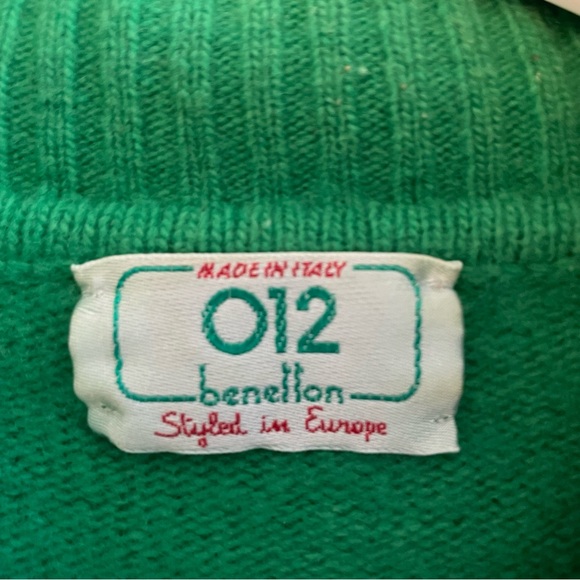 MADE IN ITALY
012
benetton
Styled in Europe